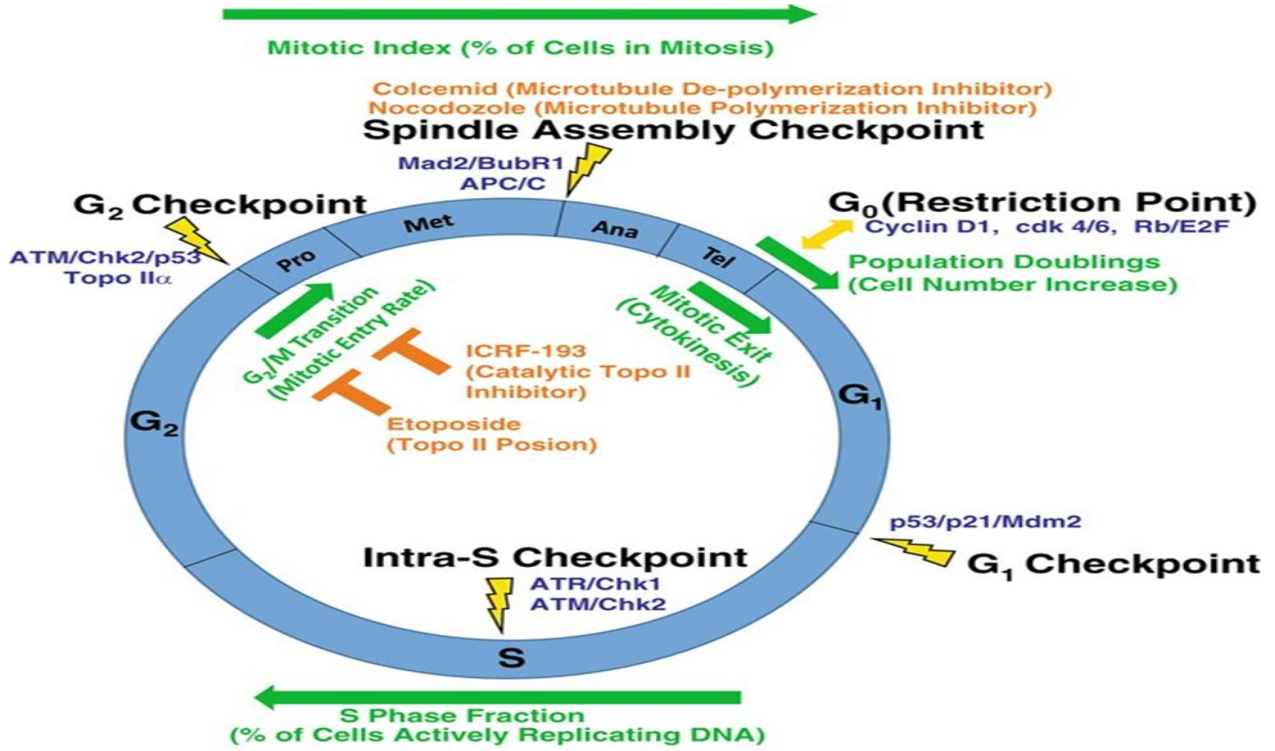 Mitotic Index (% of Cells in Mitosis)
Colcemid (Microtubule De-polymerization Inhibitor)
Nocodozole (Microtubule Polymerization Inhibitor)
Spindle Assembly Checkpoint
Mad2/BubR1
APC/C
G₂ Checkpoint
ATM/Chk2/p53
Topo IIα
G₀ (Restriction Point)
Cyclin D1, cdk 4/6, Rb/E2F
Population Doublings
(Cell Number Increase)
Pro
Met
Ana
Tel
G₂/M Transition
(Mitotic Entry Rate)
Mitotic Exit
(Cytokinesis)
ICRF-193
(Catalytic Topo II
Inhibitor)
Etoposide
(Topo II Posion)
G₂
G₁
p53/p21/Mdm2
G₁ Checkpoint
Intra-S Checkpoint
ATR/Chk1
ATM/Chk2
S
S Phase Fraction
(% of Cells Actively Replicating DNA)